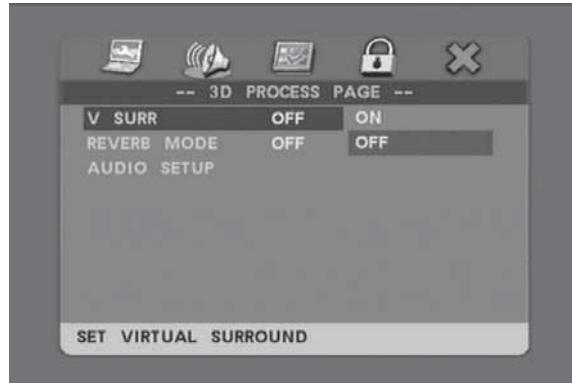 -- 3D PROCESS PAGE --
V SURR OFF ON
REVERB MODE OFF OFF
AUDIO SETUP
SET VIRTUAL SURROUND